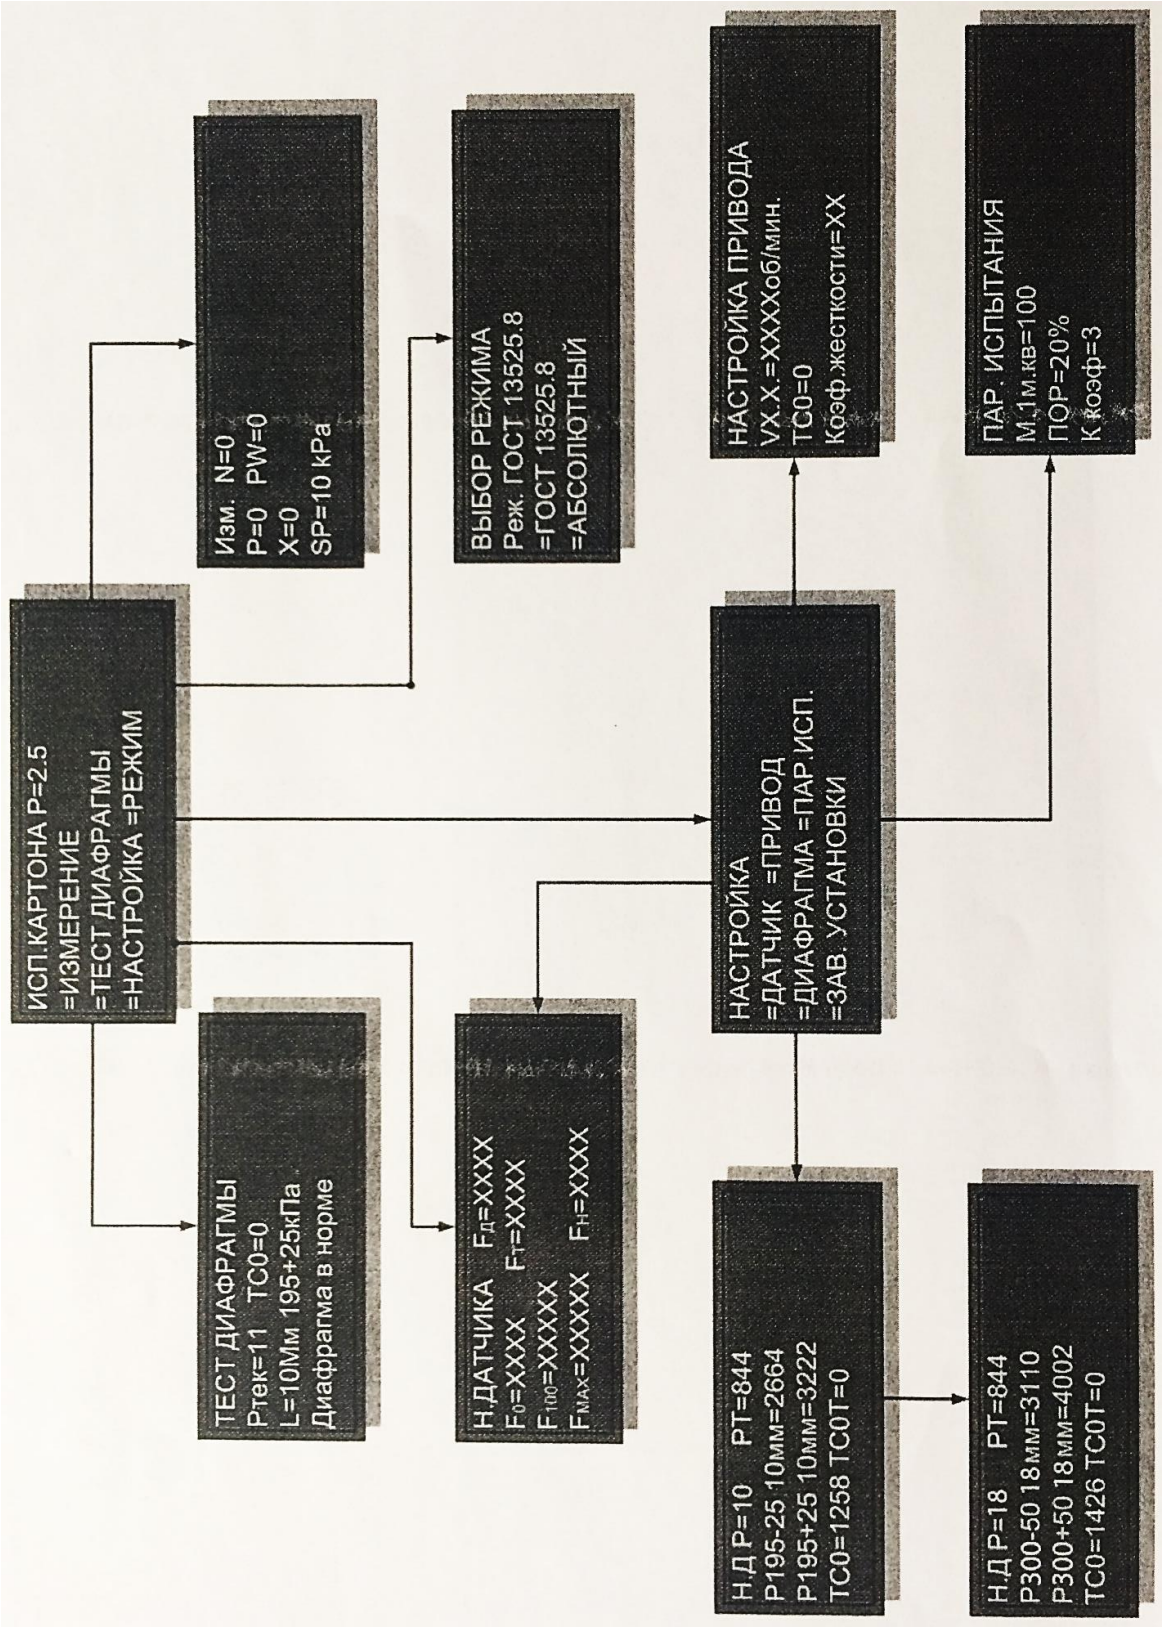 ИСП.КАРТОНА P=2.5
=ИЗМЕРЕНИЕ
=ТЕСТ ДИАФРАГМЫ
=НАСТРОЙКА =РЕЖИМ
ТЕСТ ДИАФРАГМЫ
Ртек=11 ТС0=0
L=10Мм 195+25кПа
Диафрагма в норме
Изм. N=0
P=0 PW=0
X=0
SP=10 kPa
Н.ДАТЧИКА Fд=XXXX
F0=XXXX Fт=XXXX
F100=XXXXX
FMAX=XXXXX Fн=XXXX
ВЫБОР РЕЖИМА
Реж. ГОСТ 13525.8
=ГОСТ 13525.8
=АБСОЛЮТНЫЙ
НАСТРОЙКА
=ДАТЧИК =ПРИВОД
=ДИАФРАГМА =ПАР.ИСП.
=ЗАВ. УСТАНОВКИ
Н.Д P=10 PT=844
P195-25 10мм=2664
P195+25 10мм=3222
TC0=1258 TC0T=0
НАСТРОЙКА ПРИВОДА
VX.X.=XXXXоб/мин.
TC0=0
Коэф.жесткости=XX
Н.Д P=18 PT=844
P300-50 18мм=3110
P300+50 18мм=4002
TC0=1426 TC0T=0
ПАР. ИСПЫТАНИЯ
М.1м.кв=100
ПОР=20%
К коэф=3